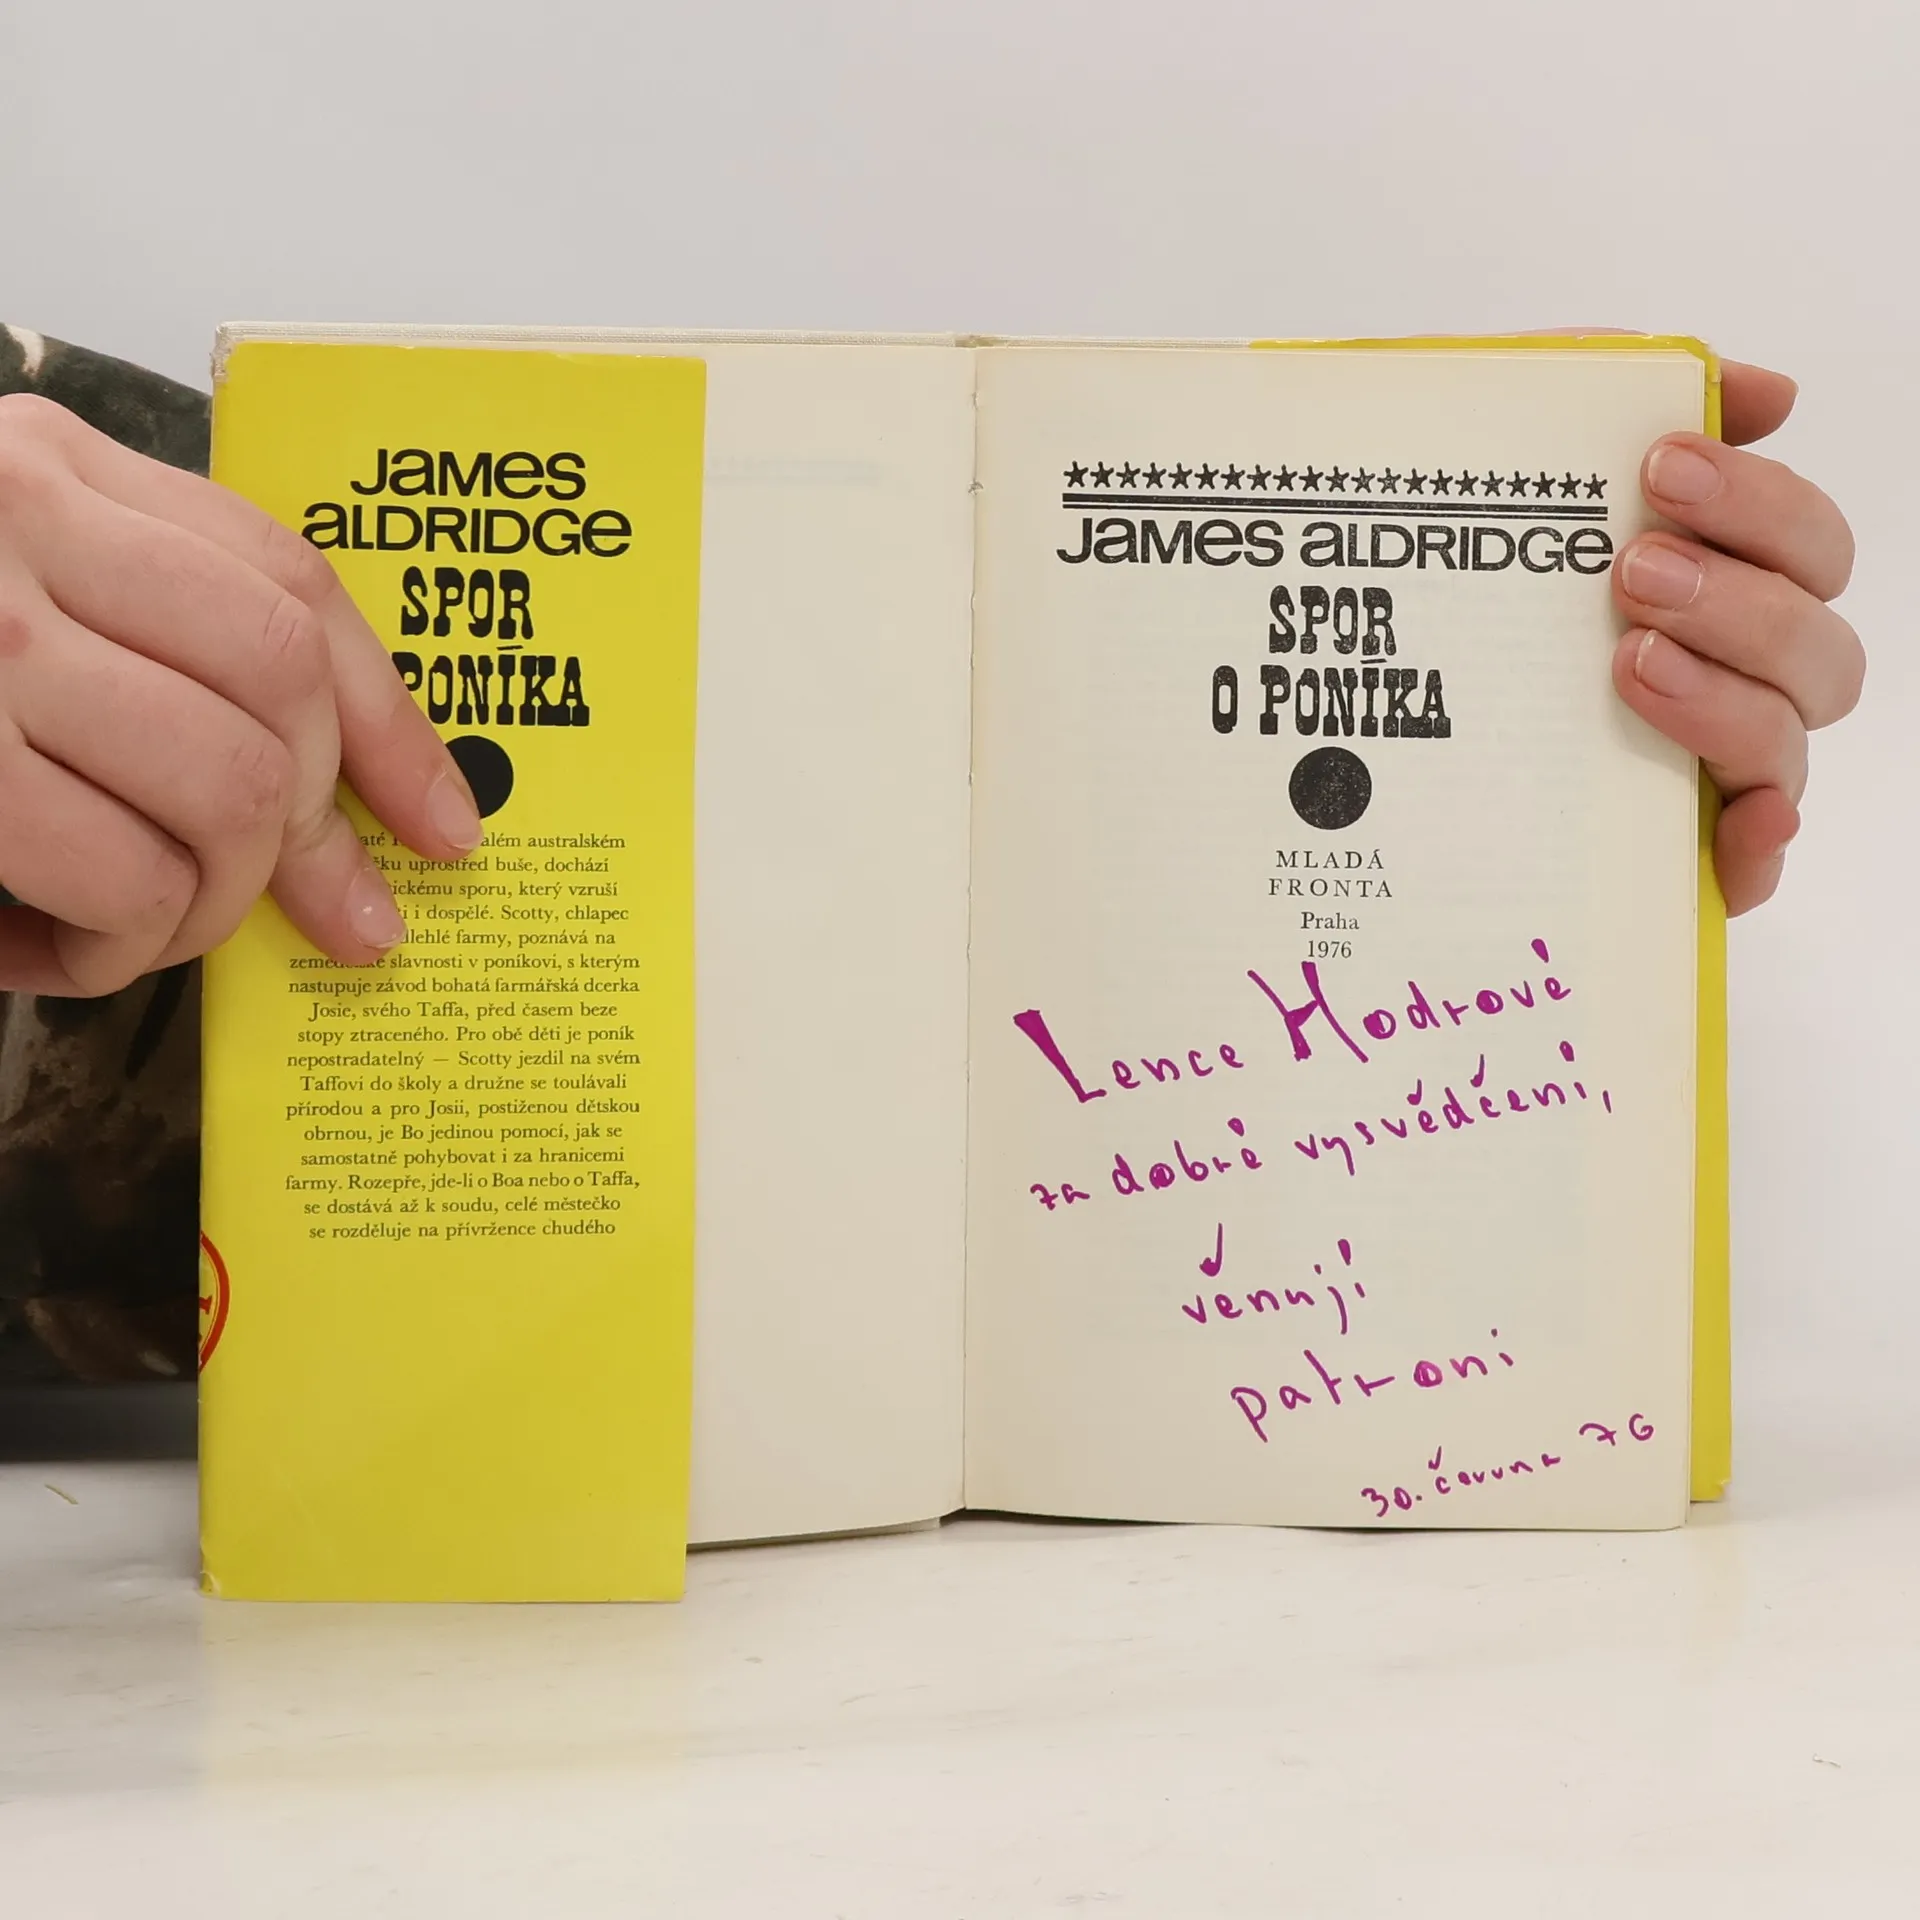 JAMES
ALDRIDGE
SPOR
PONÍKA
australském
uprostřed buše, dochází
sporu, který vzruší
i dospělé. Scotty, chlapec
farmy, poznává na
slavnosti v poníkovi, s kterým
nastupuje závod bohatá farmářská dcerka
Josie, svého Taffa, před časem beze
stopy ztraceného. Pro obě děti je poník
nepostradatelný — Scotty jezdil na svém
Taffovi do školy a družne se toulávali
přírodou a pro Josii, postiženou dětskou
obrnou, je Bo jedinou pomocí, jak se
samostatně pohybovat i za hranicemi
farmy. Rozepře, jde-li o Boa nebo o Taffa,
se dostává až k soudu, celé městečko
se rozděluje na přívržence chudého
JAMES ALDRIDGE
SPOR
O PONÍKA
MLADÁ
FRONTA
Praha
1976
Lence Hodrové
za dobré vysvědčení,
věnují
patroni
30. června 76